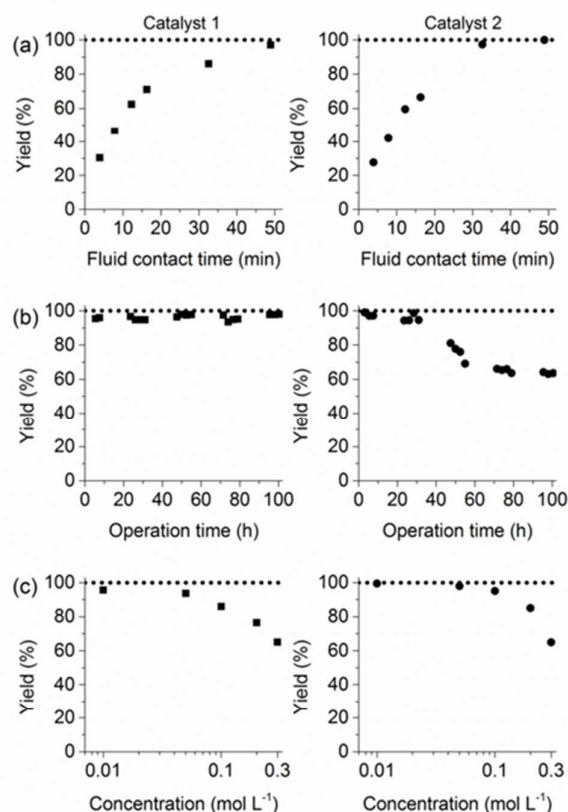 Catalyst 1 Catalyst 2
(a)
Yield (%) 100 80 60 40 20 0
0 10 20 30 40 50
Fluid contact time (min)
Yield (%) 100 80 60 40 20 0
0 10 20 30 40 50
Fluid contact time (min)
(b)
Yield (%) 100 80 60 40 20 0
0 20 40 60 80 100
Operation time (h)
Yield (%) 100 80 60 40 20 0
0 20 40 60 80 100
Operation time (h)
(c)
Yield (%) 100 80 60 40 20 0
0.01 0.1 0.3
Concentration (mol L⁻¹)
Yield (%) 100 80 60 40 20 0
0.01 0.1 0.3
Concentration (mol L⁻¹)